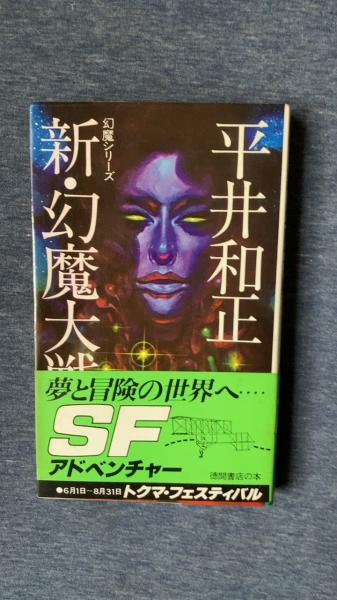 平井和正
幻魔シリーズ
新・幻魔大戦
夢と冒険の世界へ‥‥
SF
アドベンチャー
徳間書店の本
●6月1日~8月31日 トクマ・フェスティバル